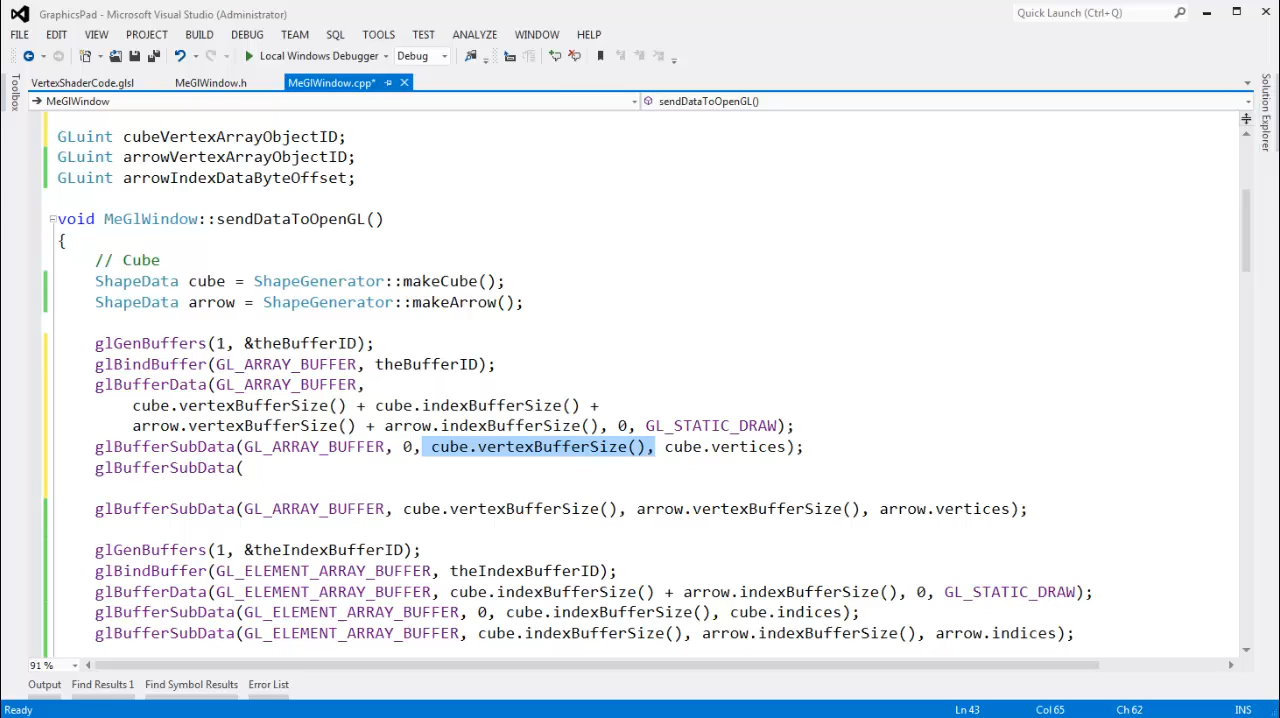 GraphicsPad - Microsoft Visual Studio (Administrator)
Quick Launch (Ctrl+Q)
FILE EDIT VIEW PROJECT BUILD DEBUG TEAM SQL TOOLS TEST ANALYZE WINDOW HELP
Local Windows Debugger Debug
VertexShaderCode.glsl MeGlWindow.h MeGlWindow.cpp*
MeGlWindow sendDataToOpenGL()
Toolbox
Solution Explorer
GLuint cubeVertexArrayObjectID;
GLuint arrowVertexArrayObjectID;
GLuint arrowIndexDataByteOffset;
void MeGlWindow::sendDataToOpenGL()
{
// Cube
ShapeData cube = ShapeGenerator::makeCube();
ShapeData arrow = ShapeGenerator::makeArrow();
glGenBuffers(1, &theBufferID);
glBindBuffer(GL_ARRAY_BUFFER, theBufferID);
glBufferData(GL_ARRAY_BUFFER,
cube.vertexBufferSize() + cube.indexBufferSize() +
arrow.vertexBufferSize() + arrow.indexBufferSize(), 0, GL_STATIC_DRAW);
glBufferSubData(GL_ARRAY_BUFFER, 0, cube.vertexBufferSize(), cube.vertices);
glBufferSubData(
glBufferSubData(GL_ARRAY_BUFFER, cube.vertexBufferSize(), arrow.vertexBufferSize(), arrow.vertices);
glGenBuffers(1, &theIndexBufferID);
glBindBuffer(GL_ELEMENT_ARRAY_BUFFER, theIndexBufferID);
glBufferData(GL_ELEMENT_ARRAY_BUFFER, cube.indexBufferSize() + arrow.indexBufferSize(), 0, GL_STATIC_DRAW);
glBufferSubData(GL_ELEMENT_ARRAY_BUFFER, 0, cube.indexBufferSize(), cube.indices);
glBufferSubData(GL_ELEMENT_ARRAY_BUFFER, cube.indexBufferSize(), arrow.indexBufferSize(), arrow.indices);
91 %
Output Find Results 1 Find Symbol Results Error List
Ready Ln 43 Col 65 Ch 62 INS